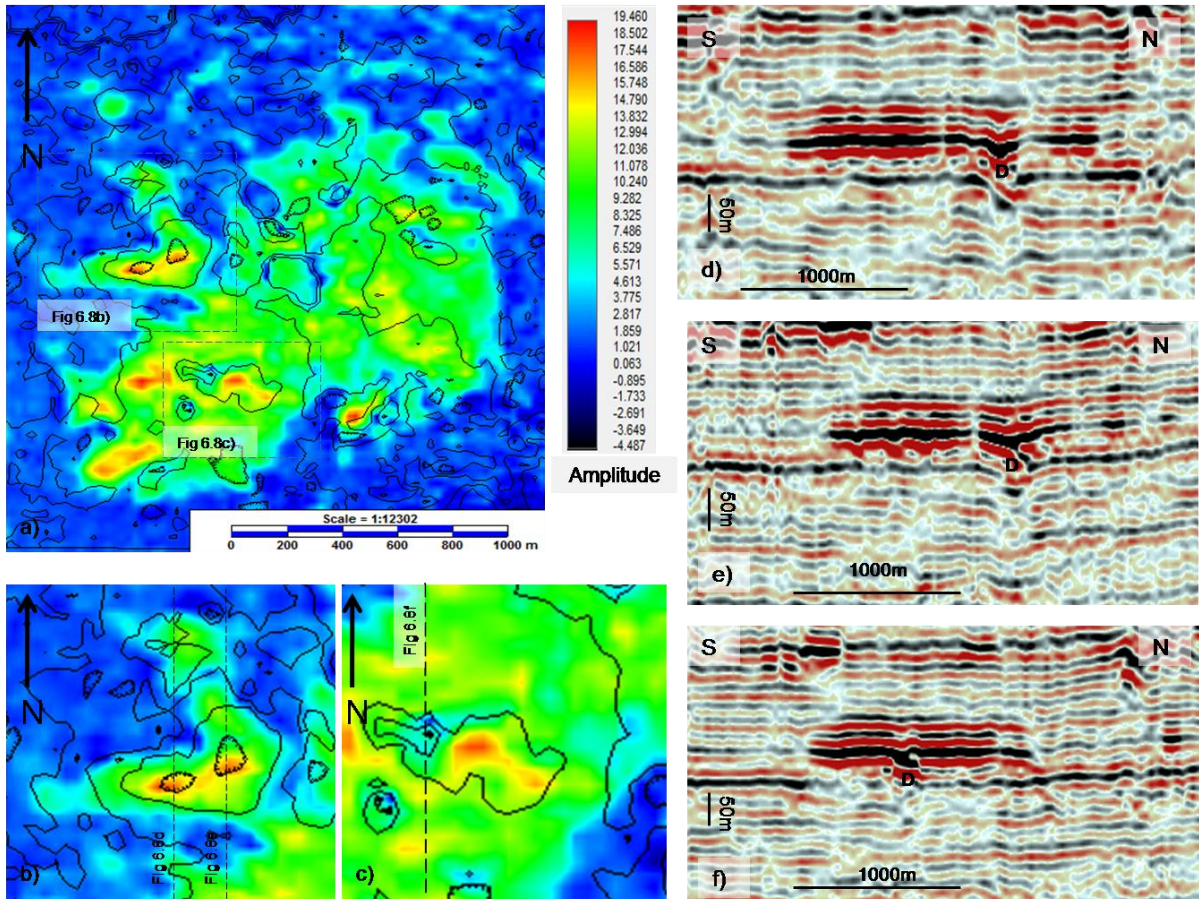 N
Fig 6.8b)
Fig 6.8c)
a)
Scale = 1:12302
0 200 400 600 800 1000 m
19.460
18.502
17.544
16.586
15.748
14.790
13.832
12.994
12.036
11.078
10.240
9.282
8.325
7.486
6.529
5.571
4.613
3.775
2.817
1.859
1.021
0.063
-0.895
-1.733
-2.691
-3.649
-4.487
Amplitude
N
Fig 6.8d
Fig 6.8e
b)
N
Fig 6.8f
c)
S N
D
50m
1000m
d)
S N
D
50m
1000m
e)
S N
D
50m
1000m
f)